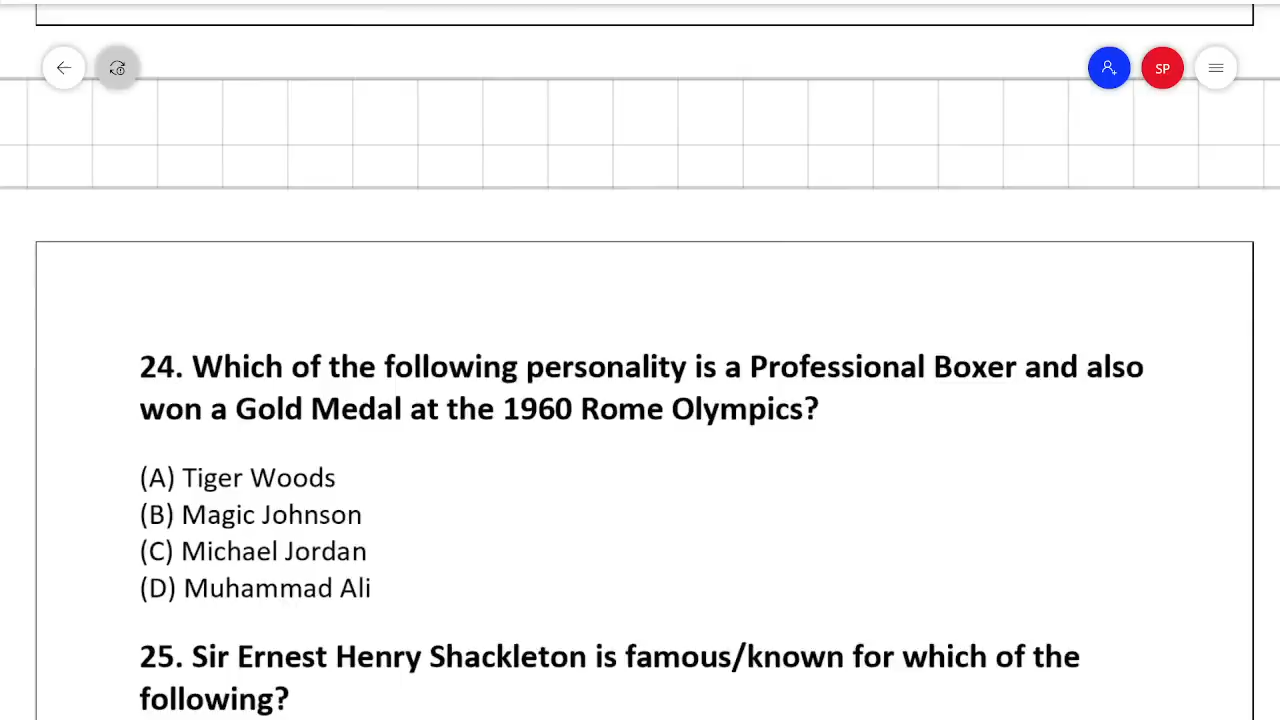 SP
24. Which of the following personality is a Professional Boxer and also
won a Gold Medal at the 1960 Rome Olympics?
(A) Tiger Woods
(B) Magic Johnson
(C) Michael Jordan
(D) Muhammad Ali
25. Sir Ernest Henry Shackleton is famous/known for which of the
following?